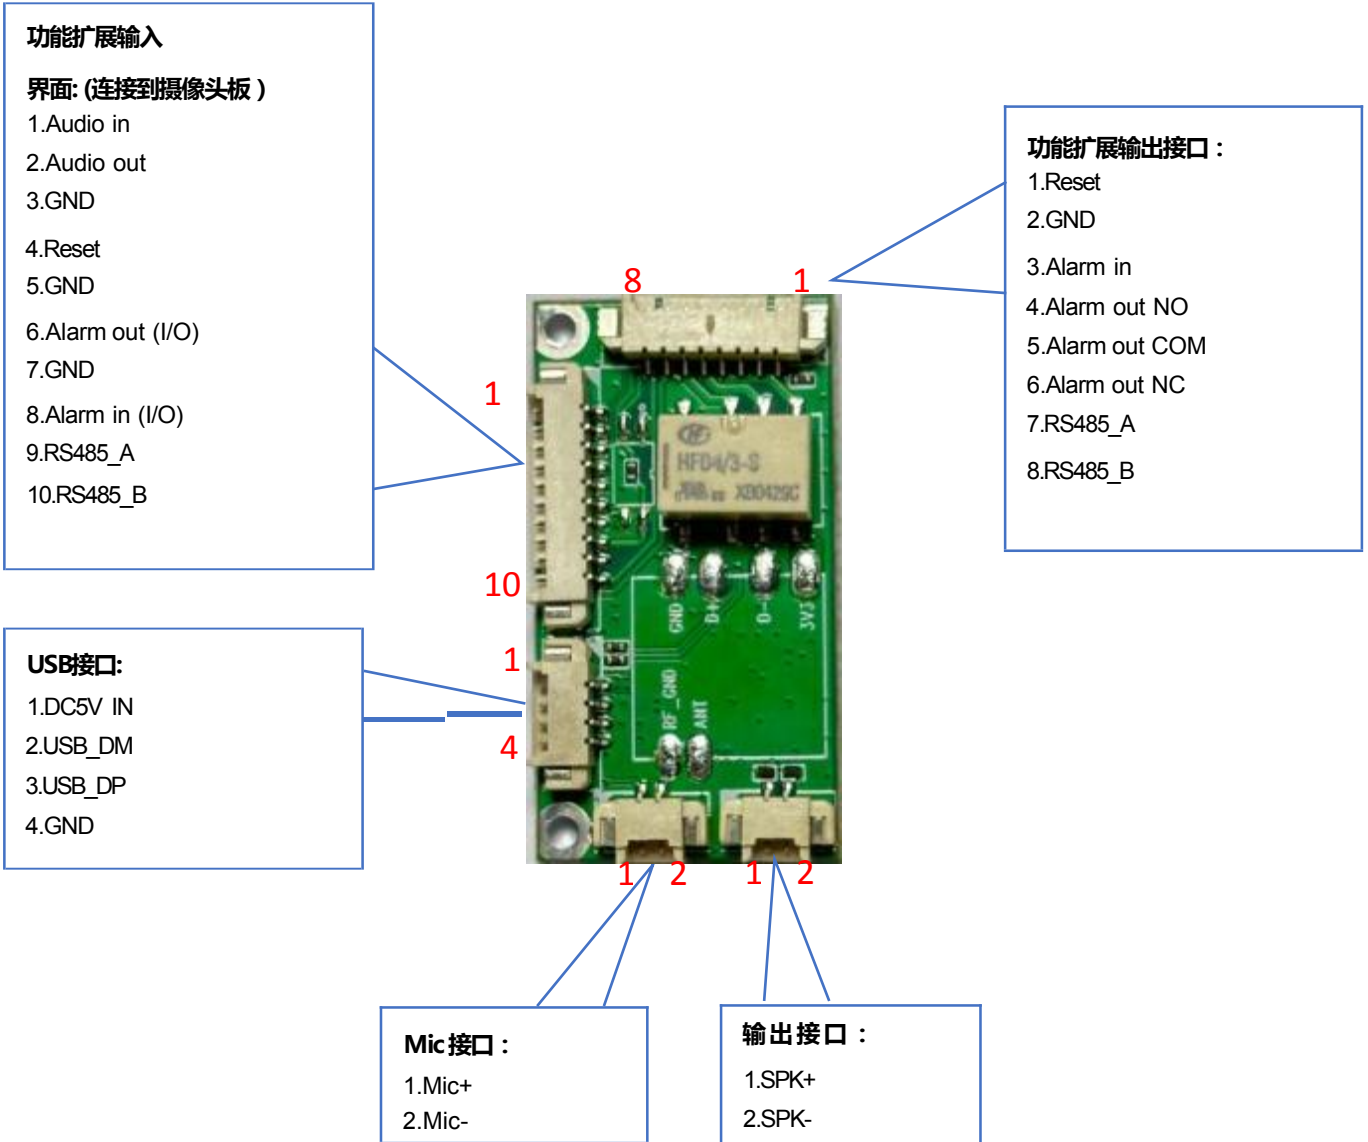 功能扩展输入
界面: (连接到摄像头板 )
1.Audio in
2.Audio out
3.GND
4.Reset
5.GND
6.Alarm out (I/O)
7.GND
8.Alarm in (I/O)
9.RS485_A
10.RS485_B
功能扩展输出接口：
1.Reset
2.GND
3.Alarm in
4.Alarm out NO
5.Alarm out COM
6.Alarm out NC
7.RS485_A
8.RS485_B
8
1
1
10
1
4
HFD4/3-S
GND
D+
D-
3V3
RF_GND
ANT
1
2
1
2
USB接口:
1.DC5V IN
2.USB_DM
3.USB_DP
4.GND
Mic接口：
1.Mic+
2.Mic-
输出接口：
1.SPK+
2.SPK-